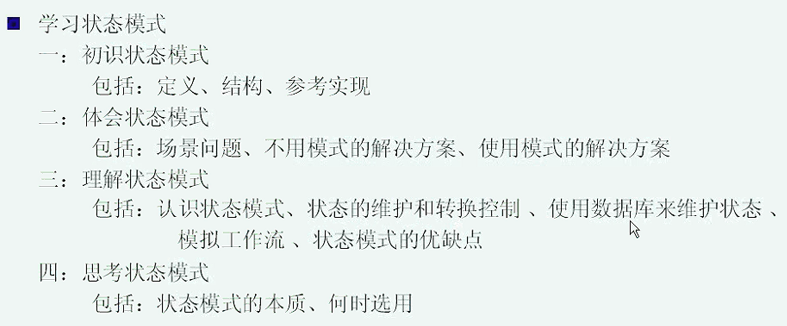 学习状态模式
一：初识状态模式
包括：定义、结构、参考实现
二：体会状态模式
包括：场景问题、不用模式的解决方案、使用模式的解决方案
三：理解状态模式
包括：认识状态模式、状态的维护和转换控制 、使用数据库来维护状态 、
模拟工作流 、状态模式的优缺点
四：思考状态模式
包括：状态模式的本质、何时选用